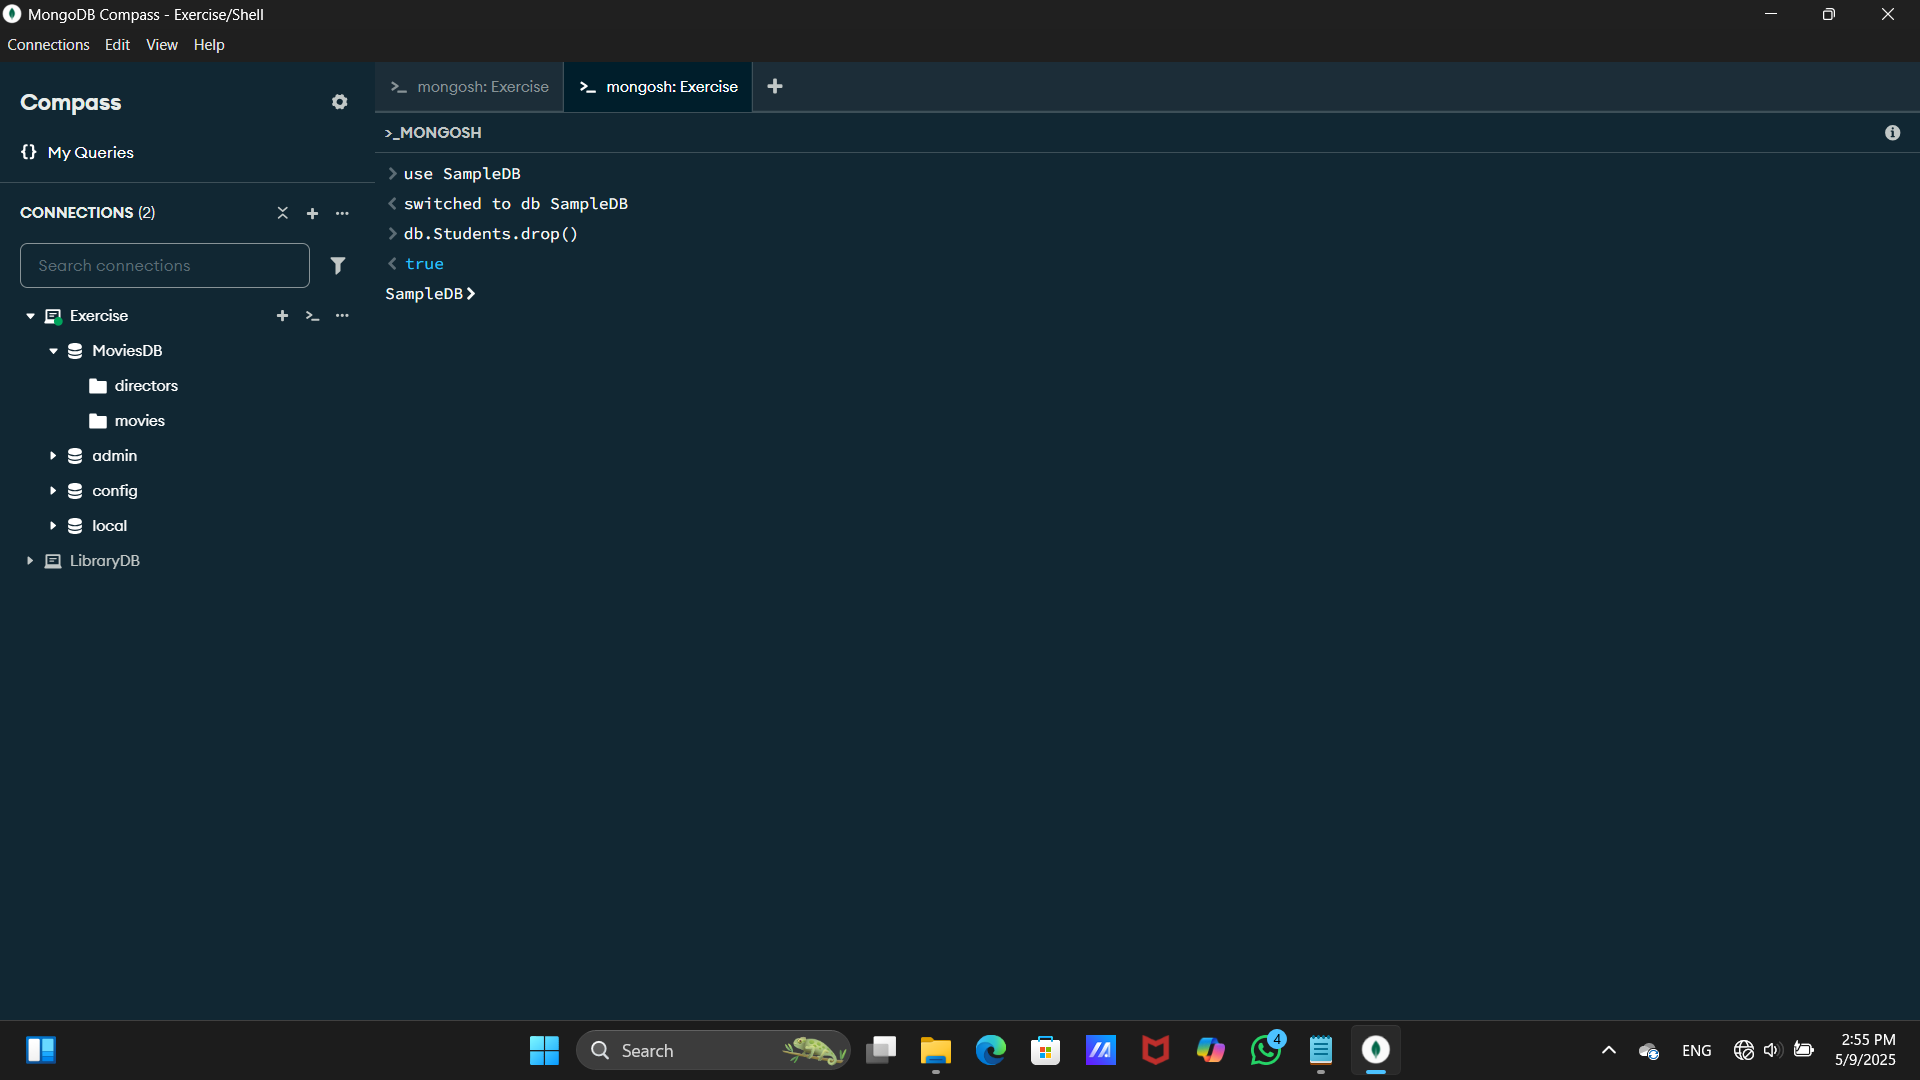 MongoDB Compass - Exercise/Shell
Connections Edit View Help
Compass
{} My Queries
CONNECTIONS (2)
Search connections
Exercise
MoviesDB
directors
movies
admin
config
local
LibraryDB
>_ mongosh: Exercise
>_ mongosh: Exercise
>_MONGOSH
> use SampleDB
< switched to db SampleDB
> db.Students.drop()
< true
SampleDB>
Search
4
ENG
2:55 PM
5/9/2025